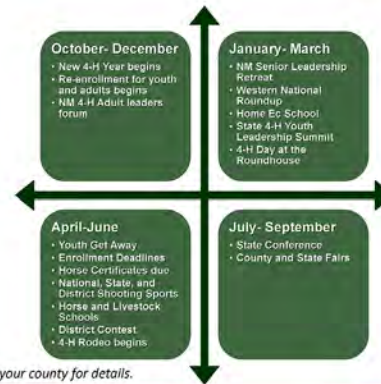 October- December
• New 4-H Year begins
• Re-enrollment for youth
and adults begins
• NM 4-H Adult leaders
forum
January- March
• NM Senior Leadership
Retreat
• Western National
Roundup
• Home Ec School
• State 4-H Youth
Leadership Summit
• 4-H Day at the
Roundhouse
April-June
• Youth Get Away
• Enrollment Deadlines
• Horse Certificates due
• National, State, and
District Shooting Sports
• Horse and Livestock
Schools
• District Contest
• 4-H Rodeo begins
July- September
• State Conference
• County and State Fairs
your county for details.